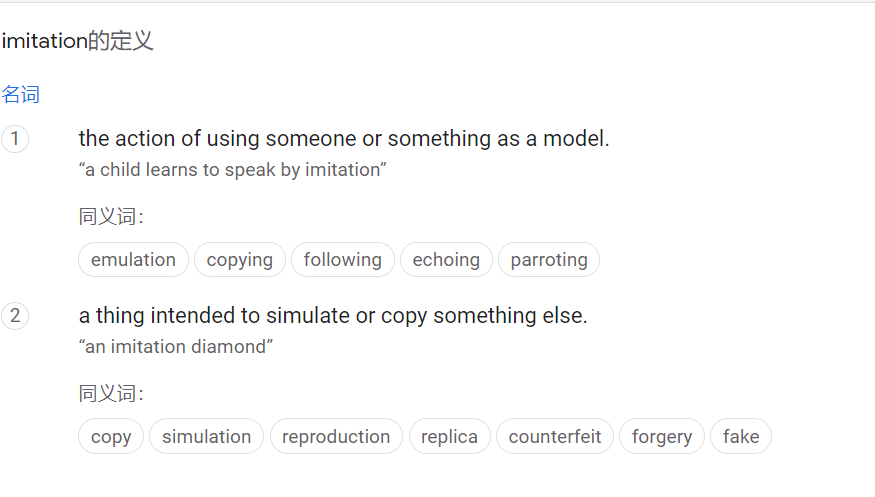 imitation的定义
名词
1 the action of using someone or something as a model.
“a child learns to speak by imitation”
同义词：
emulation copying following echoing parroting
2 a thing intended to simulate or copy something else.
“an imitation diamond”
同义词：
copy simulation reproduction replica counterfeit forgery fake